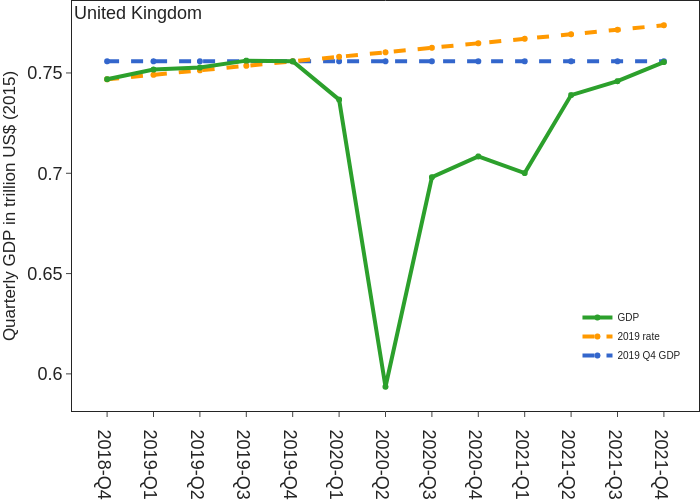 United Kingdom
Quarterly GDP in trillion US$ (2015)
0.75
0.7
0.65
0.6
GDP
2019 rate
2019 Q4 GDP
2018-Q4
2019-Q1
2019-Q2
2019-Q3
2019-Q4
2020-Q1
2020-Q2
2020-Q3
2020-Q4
2021-Q1
2021-Q2
2021-Q3
2021-Q4